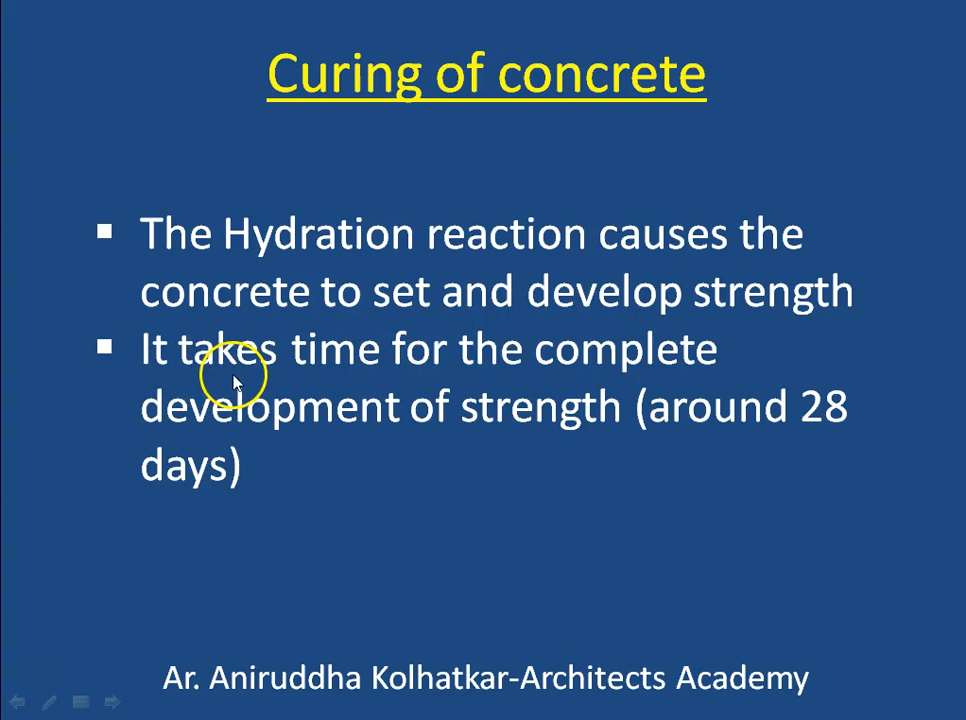 Curing of concrete
The Hydration reaction causes the
concrete to set and develop strength
It takes time for the complete
development of strength (around 28
days)
Ar. Aniruddha Kolhatkar-Architects Academy